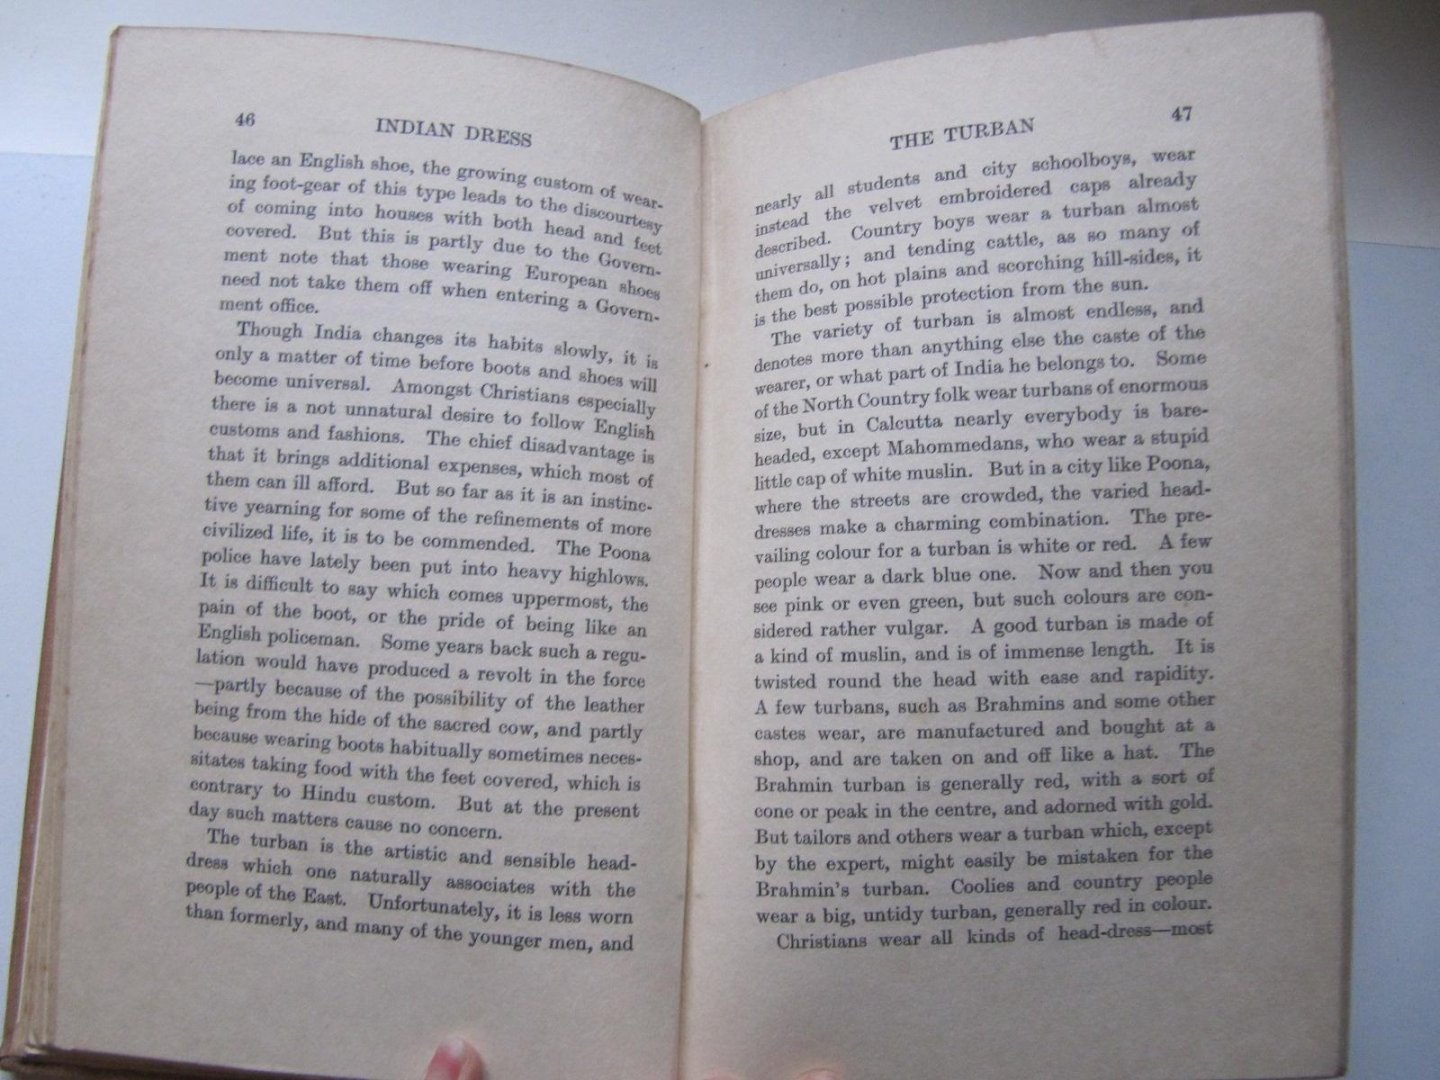 46
INDIAN DRESS
lace an English shoe, the growing custom of wear-
ing foot-gear of this type leads to the discourtesy
of coming into houses with both head and feet
covered. But this is partly due to the Govern-
ment note that those wearing European shoes
need not take them off when entering a Govern-
ment office.
Though India changes its habits slowly, it is
only a matter of time before boots and shoes will
become universal. Amongst Christians especially
there is a not unnatural desire to follow English
customs and fashions. The chief disadvantage is
that it brings additional expenses, which most of
them can ill afford. But so far as it is an instinc-
tive yearning for some of the refinements of more
civilized life, it is to be commended. The Poona
police have lately been put into heavy highlows.
It is difficult to say which comes uppermost, the
pain of the boot, or the pride of being like an
English policeman. Some years back such a regu-
lation would have produced a revolt in the force
—partly because of the possibility of the leather
being from the hide of the sacred cow, and partly
because wearing boots habitually sometimes neces-
sitates taking food with the feet covered, which is
contrary to Hindu custom. But at the present
day such matters cause no concern.
The turban is the artistic and sensible head-
dress which one naturally associates with the
people of the East. Unfortunately, it is less worn
than formerly, and many of the younger men, and
THE TURBAN
47
nearly all students and city schoolboys, wear
instead the velvet embroidered caps already
described. Country boys wear a turban almost
universally; and tending cattle, as so many of
them do, on hot plains and scorching hill-sides, it
is the best possible protection from the sun.
The variety of turban is almost endless, and
denotes more than anything else the caste of the
wearer, or what part of India he belongs to. Some
of the North Country folk wear turbans of enormous
size, but in Calcutta nearly everybody is bare-
headed, except Mahommedans, who wear a stupid
little cap of white muslin. But in a city like Poona,
where the streets are crowded, the varied head-
dresses make a charming combination. The pre-
vailing colour for a turban is white or red. A few
people wear a dark blue one. Now and then you
see pink or even green, but such colours are con-
sidered rather vulgar. A good turban is made of
a kind of muslin, and is of immense length. It is
twisted round the head with ease and rapidity.
A few turbans, such as Brahmins and some other
castes wear, are manufactured and bought at a
shop, and are taken on and off like a hat. The
Brahmin turban is generally red, with a sort of
cone or peak in the centre, and adorned with gold.
But tailors and others wear a turban which, except
by the expert, might easily be mistaken for the
Brahmin's turban. Coolies and country people
wear a big, untidy turban, generally red in colour.
Christians wear all kinds of head-dress—most